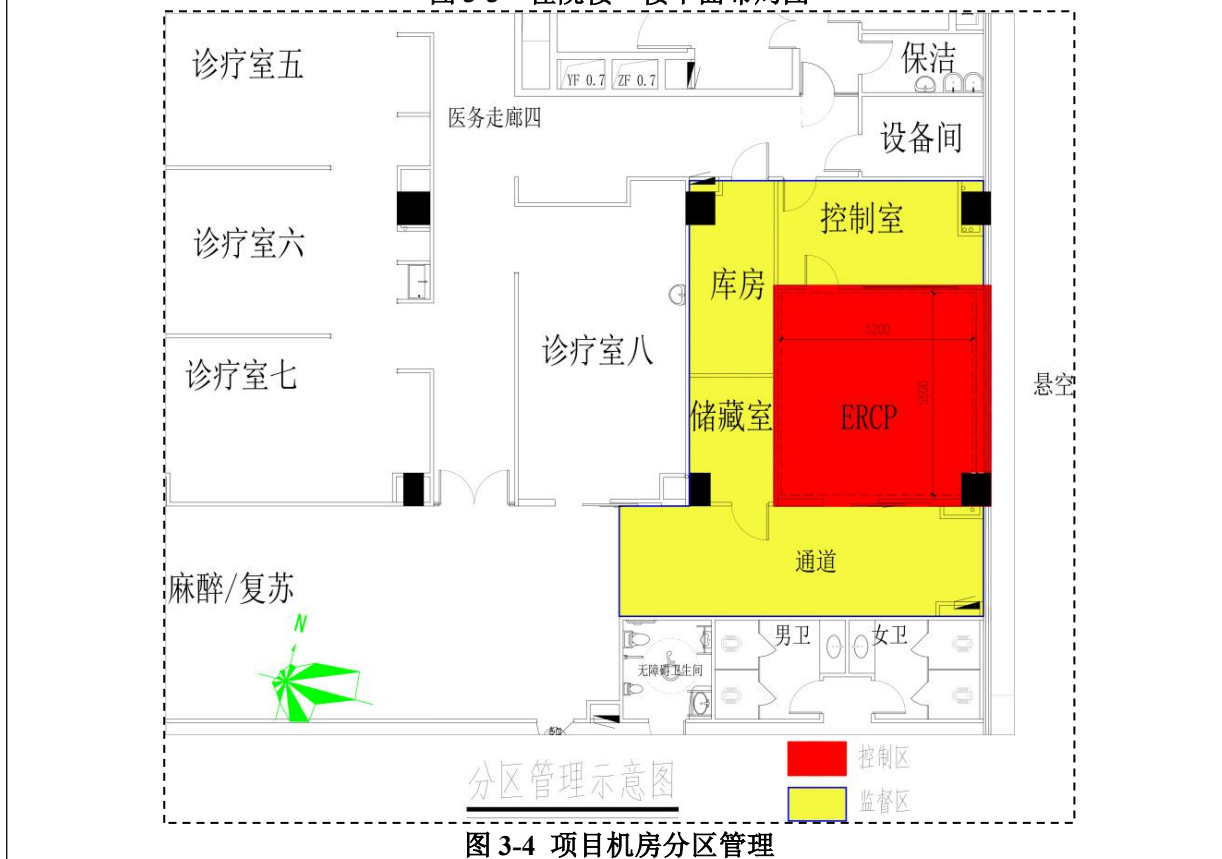 诊疗室五
保洁
YF 0.7
ZF 0.7
医务走廊四
设备间
控制室
诊疗室六
库房
5200
诊疗室八
诊疗室七
5500
悬空
储藏室
ERCP
通道
麻醉/复苏
N
男卫
女卫
无障碍卫生间
控制区
分区管理示意图
监督区
图 3-4 项目机房分区管理